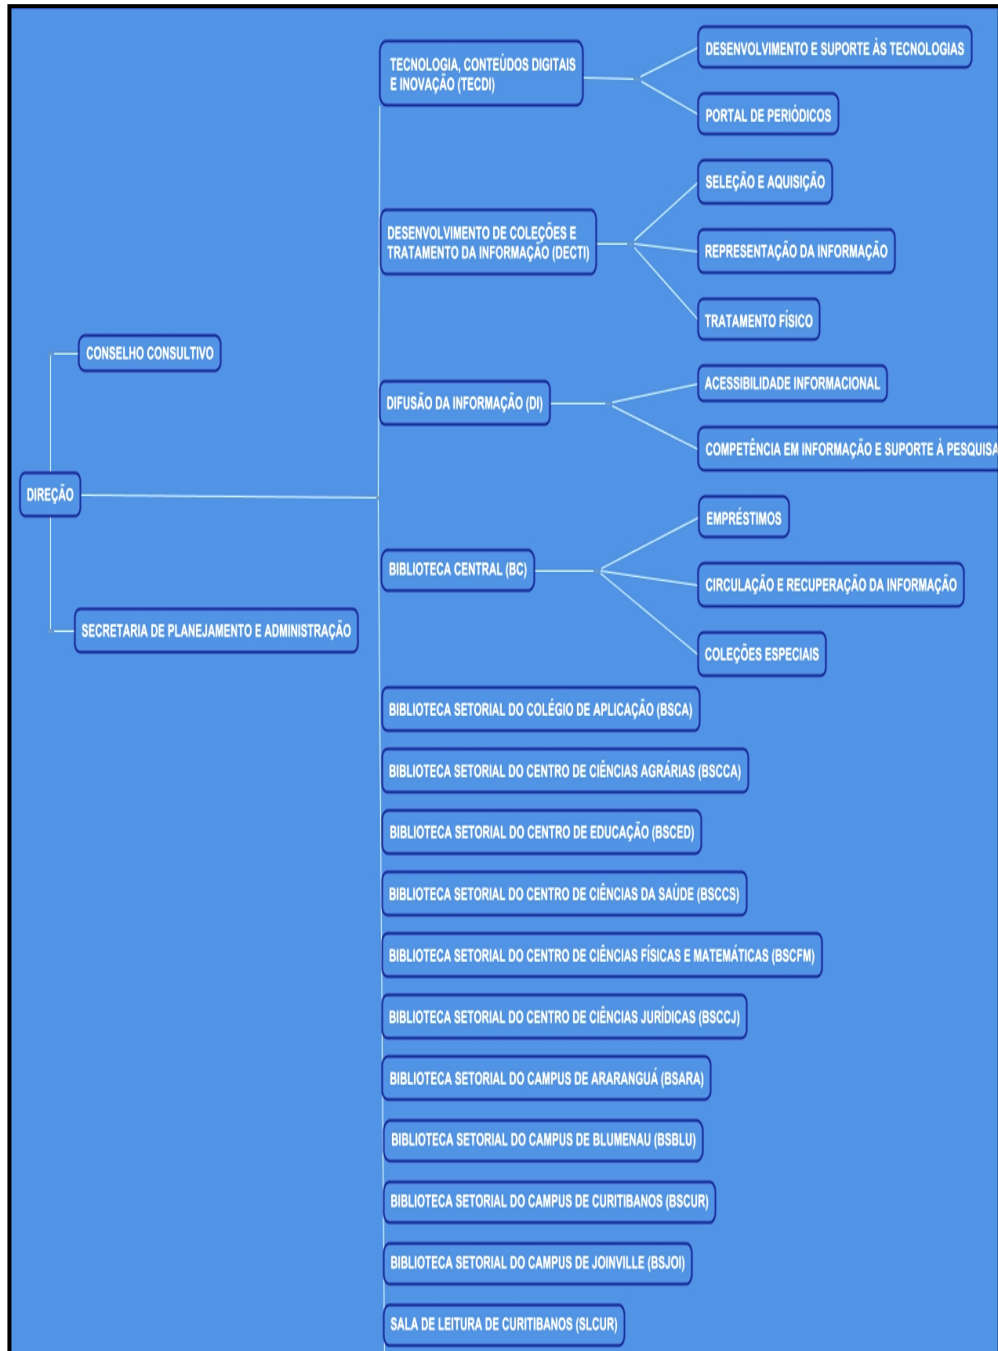 DIREÇÃO
CONSELHO CONSULTIVO
SECRETARIA DE PLANEJAMENTO E ADMINISTRAÇÃO
TECNOLOGIA, CONTEÚDOS DIGITAIS
E INOVAÇÃO (TECDI)
DESENVOLVIMENTO E SUPORTE ÀS TECNOLOGIAS
PORTAL DE PERIÓDICOS
DESENVOLVIMENTO DE COLEÇÕES E
TRATAMENTO DA INFORMAÇÃO (DECTI)
SELEÇÃO E AQUISIÇÃO
REPRESENTAÇÃO DA INFORMAÇÃO
TRATAMENTO FÍSICO
DIFUSÃO DA INFORMAÇÃO (DI)
ACESSIBILIDADE INFORMACIONAL
COMPETÊNCIA EM INFORMAÇÃO E SUPORTE À PESQUISA
BIBLIOTECA CENTRAL (BC)
EMPRÉSTIMOS
CIRCULAÇÃO E RECUPERAÇÃO DA INFORMAÇÃO
COLEÇÕES ESPECIAIS
BIBLIOTECA SETORIAL DO COLÉGIO DE APLICAÇÃO (BSCA)
BIBLIOTECA SETORIAL DO CENTRO DE CIÊNCIAS AGRÁRIAS (BSCCA)
BIBLIOTECA SETORIAL DO CENTRO DE EDUCAÇÃO (BSCED)
BIBLIOTECA SETORIAL DO CENTRO DE CIÊNCIAS DA SAÚDE (BSCCS)
BIBLIOTECA SETORIAL DO CENTRO DE CIÊNCIAS FÍSICAS E MATEMÁTICAS (BSCFM)
BIBLIOTECA SETORIAL DO CENTRO DE CIÊNCIAS JURÍDICAS (BSCCJ)
BIBLIOTECA SETORIAL DO CAMPUS DE ARARANGUÁ (BSARA)
BIBLIOTECA SETORIAL DO CAMPUS DE BLUMENAU (BSBLU)
BIBLIOTECA SETORIAL DO CAMPUS DE CURITIBANOS (BSCUR)
BIBLIOTECA SETORIAL DO CAMPUS DE JOINVILLE (BSJOI)
SALA DE LEITURA DE CURITIBANOS (SLCUR)